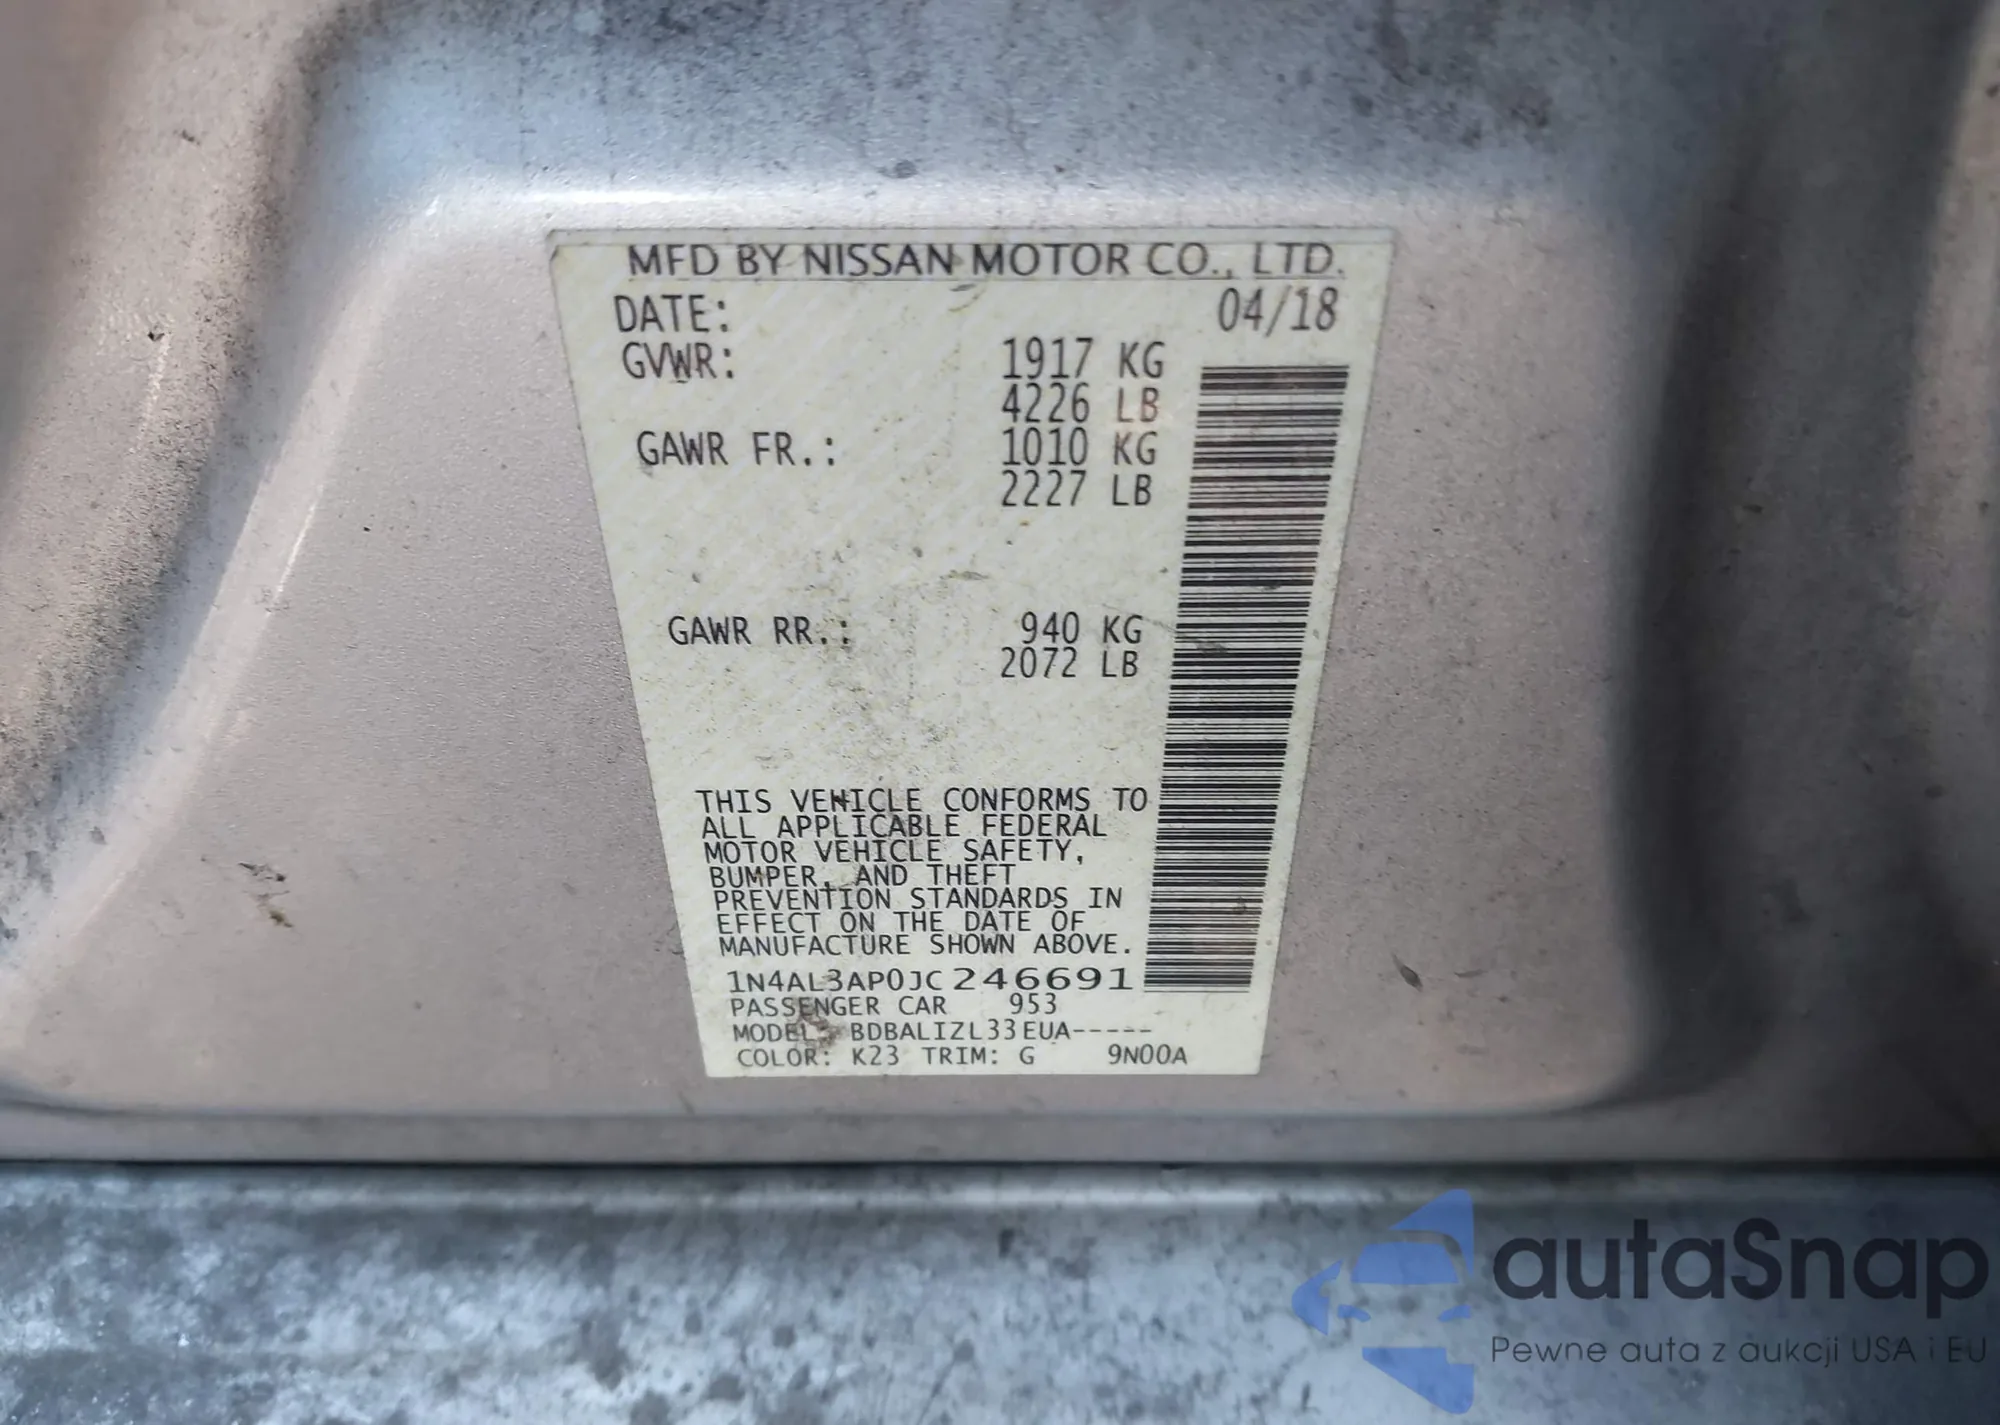 MFD BY NISSAN MOTOR CO., LTD.
DATE: 04/18
GVWR: 1917 KG
4226 LB
GAWR FR.: 1010 KG
2227 LB
GAWR RR.: 940 KG
2072 LB
THIS VEHICLE CONFORMS TO
ALL APPLICABLE FEDERAL
MOTOR VEHICLE SAFETY,
BUMPER, AND THEFT
PREVENTION STANDARDS IN
EFFECT ON THE DATE OF
MANUFACTURE SHOWN ABOVE.
1N4AL3AP0JC246691
PASSENGER CAR 953
MODEL: BDBALIZL33EUA-----
COLOR: K23 TRIM: G 9N00A
autaSnap
Pewne auta z aukcji USA i EU